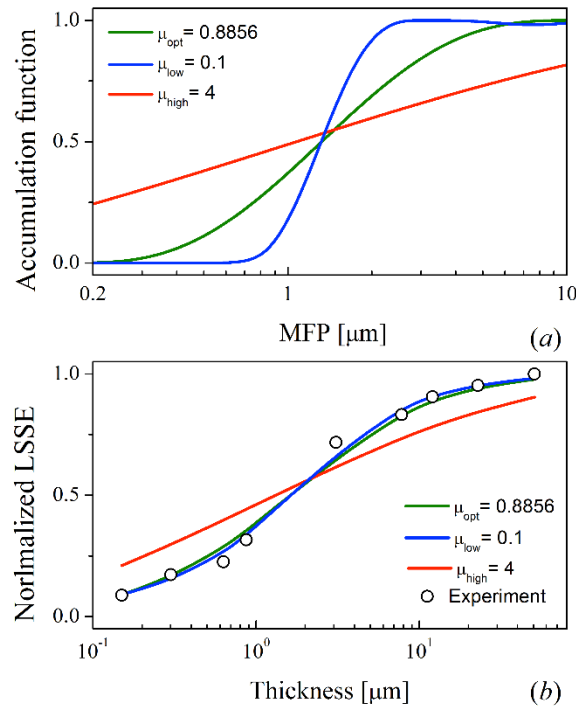 1.0
0.5
0.0
Accumulation function
μopt= 0.8856
μlow= 0.1
μhigh= 4
0.2
1
10
MFP [μm]
(a)
1.0
0.5
0.0
Norlmalized LSSE
μopt= 0.8856
μlow= 0.1
μhigh= 4
Experiment
10⁻¹
10⁰
10¹
Thickness [μm]
(b)